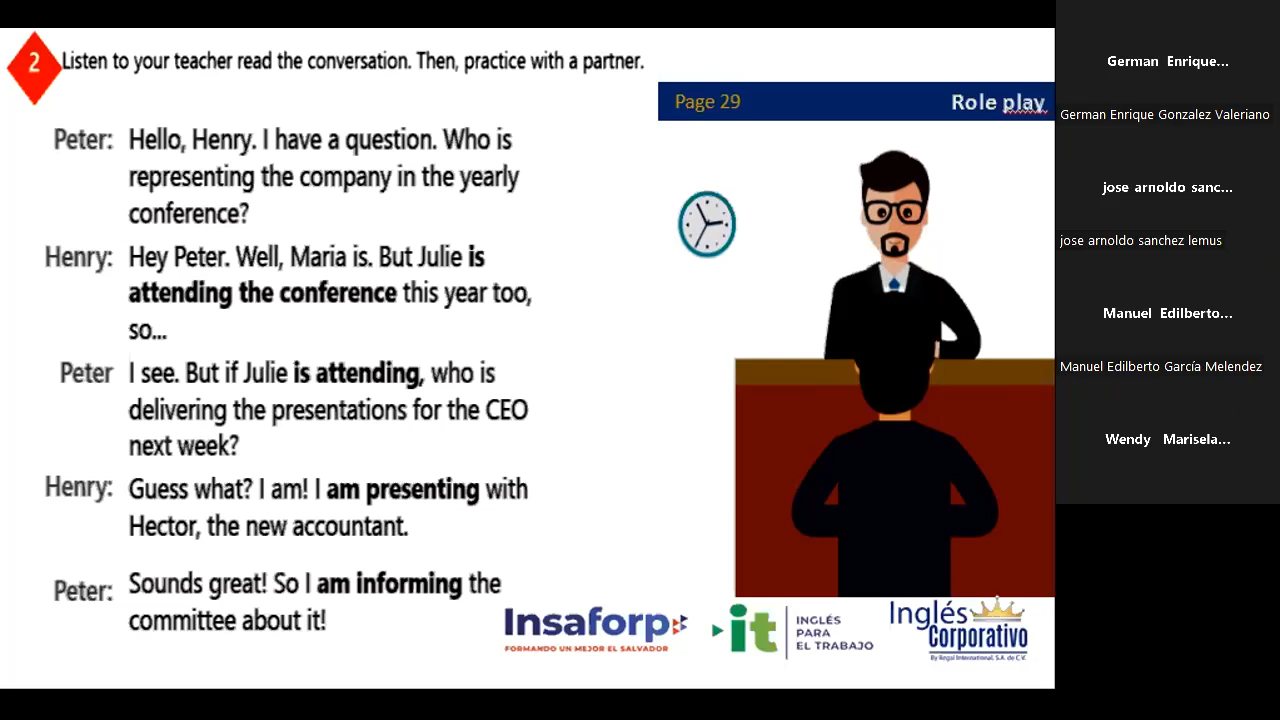 2
Listen to your teacher read the conversation. Then, practice with a partner.
Page 29
Role play
Peter: Hello, Henry. I have a question. Who is
representing the company in the yearly
conference?
Henry: Hey Peter. Well, Maria is. But Julie is
attending the conference this year too,
so...
Peter I see. But if Julie is attending, who is
delivering the presentations for the CEO
next week?
Henry: Guess what? I am! I am presenting with
Hector, the new accountant.
Peter: Sounds great! So I am informing the
committee about it!
Insaforp
FORMANDO UN MEJOR EL SALVADOR
it
INGLÉS
PARA
EL TRABAJO
Inglés
Corporativo
By Regal International, S.A. de C.V.
German Enrique...
German Enrique Gonzalez Valeriano
jose arnoldo sanc...
jose arnoldo sanchez lemus
Manuel Edilberto...
Manuel Edilberto García Melendez
Wendy Marisela...